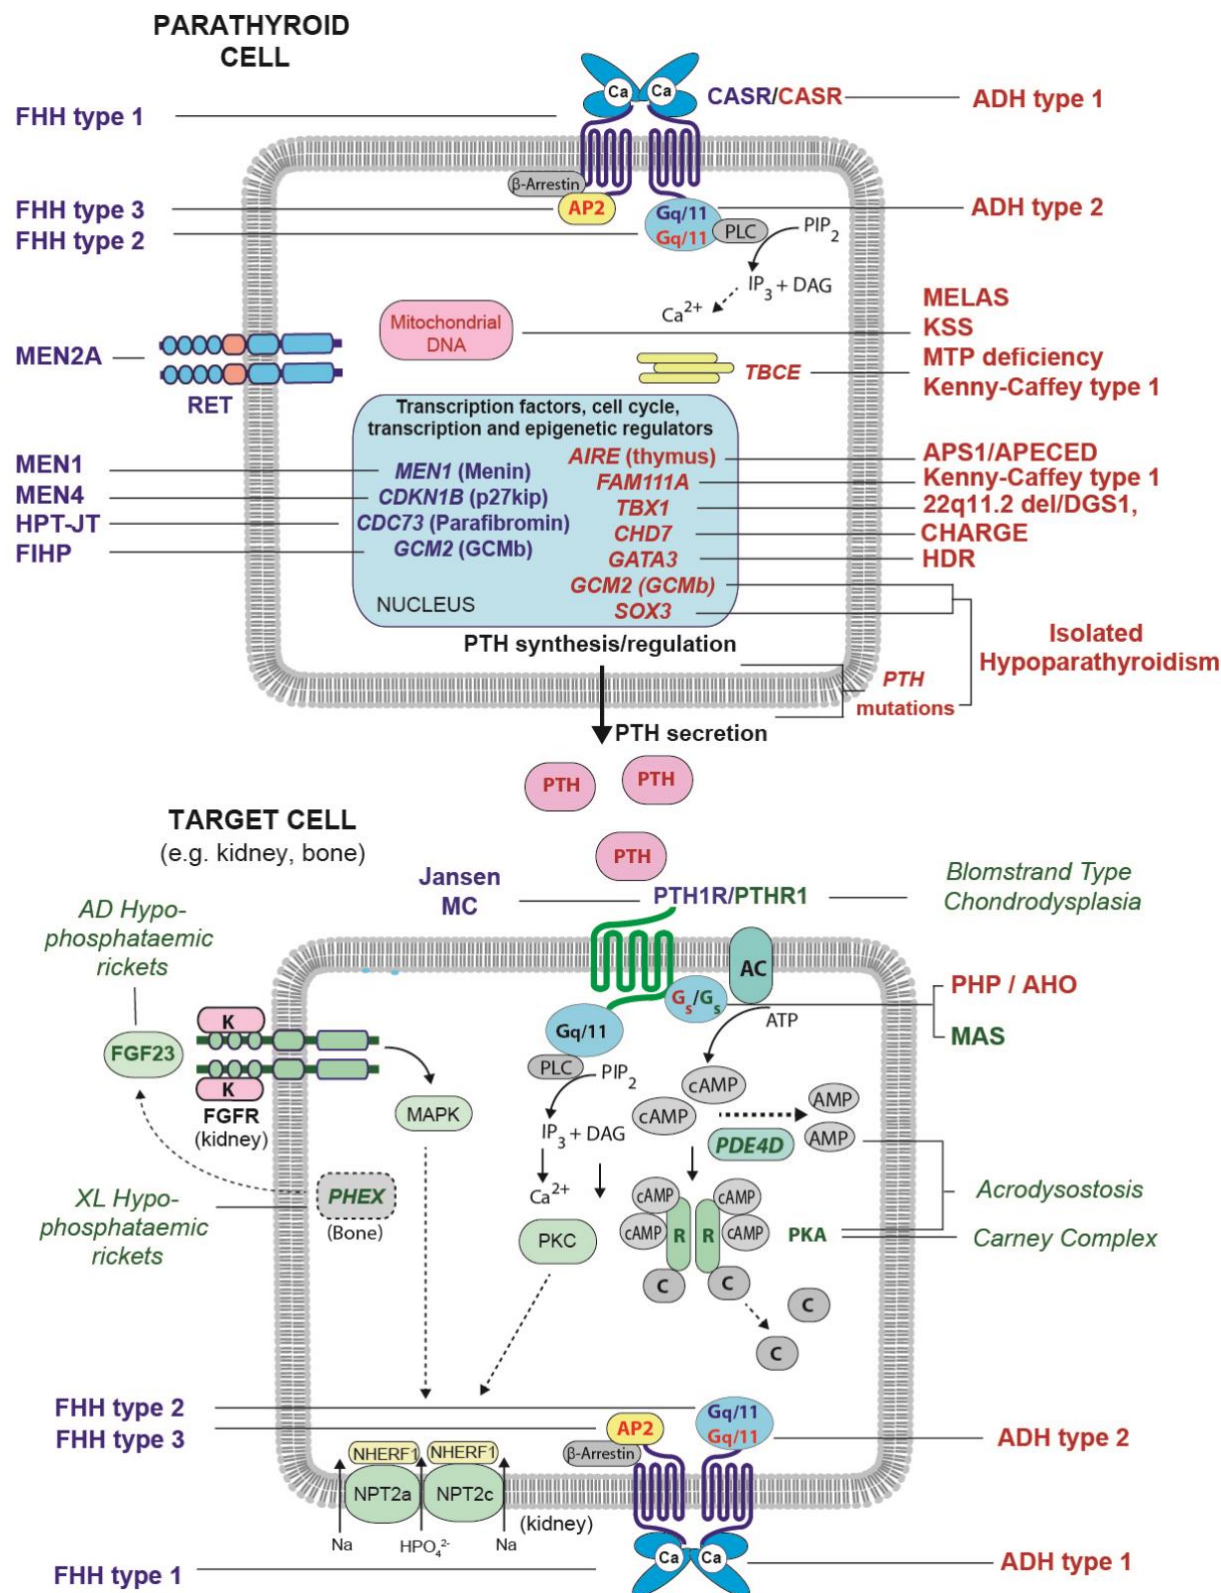 PARATHYROID
CELL
Ca Ca
CASR/CASR
ADH type 1
FHH type 1
β-Arrestin
AP2
FHH type 3
FHH type 2
Gq/11
Gq/11
PLC
PIP2
ADH type 2
IP3 + DAG
Ca2+
Mitochondrial
DNA
MELAS
KSS
MTP deficiency
Kenny-Caffey type 1
TBCE
MEN2A
RET
Transcription factors, cell cycle,
transcription and epigenetic regulators
MEN1
MEN4
HPT-JT
FIHP
MEN1 (Menin)
CDKN1B (p27kip)
CDC73 (Parafibromin)
GCM2 (GCMb)
AIRE (thymus)
FAM111A
TBX1
CHD7
GATA3
GCM2 (GCMb)
SOX3
NUCLEUS
APS1/APECED
Kenny-Caffey type 1
22q11.2 del/DGS1,
CHARGE
HDR
Isolated
Hypoparathyroidism
PTH synthesis/regulation
PTH
mutations
PTH secretion
PTH
PTH
PTH
TARGET CELL
(e.g. kidney, bone)
Jansen
MC
PTH1R/PTHR1
Blomstrand Type
Chondrodysplasia
AD Hypo-
phosphataemic
rickets
FGF23
K
K
FGFR
(kidney)
MAPK
AC
Gs/Gs
ATP
PHP / AHO
MAS
Gq/11
PLC
PIP2
IP3 + DAG
Ca2+
PKC
cAMP
cAMP
AMP
AMP
PDE4D
XL Hypo-
phosphataemic
rickets
PHEX
(Bone)
cAMP
cAMP
cAMP
cAMP
R R
PKA
C
C
C
C
Acrodysostosis
Carney Complex
FHH type 2
FHH type 3
AP2
β-Arrestin
Gq/11
Gq/11
ADH type 2
NHERF1 NHERF1
NPT2a NPT2c
(kidney)
Na HPO42- Na
Ca Ca
FHH type 1
ADH type 1